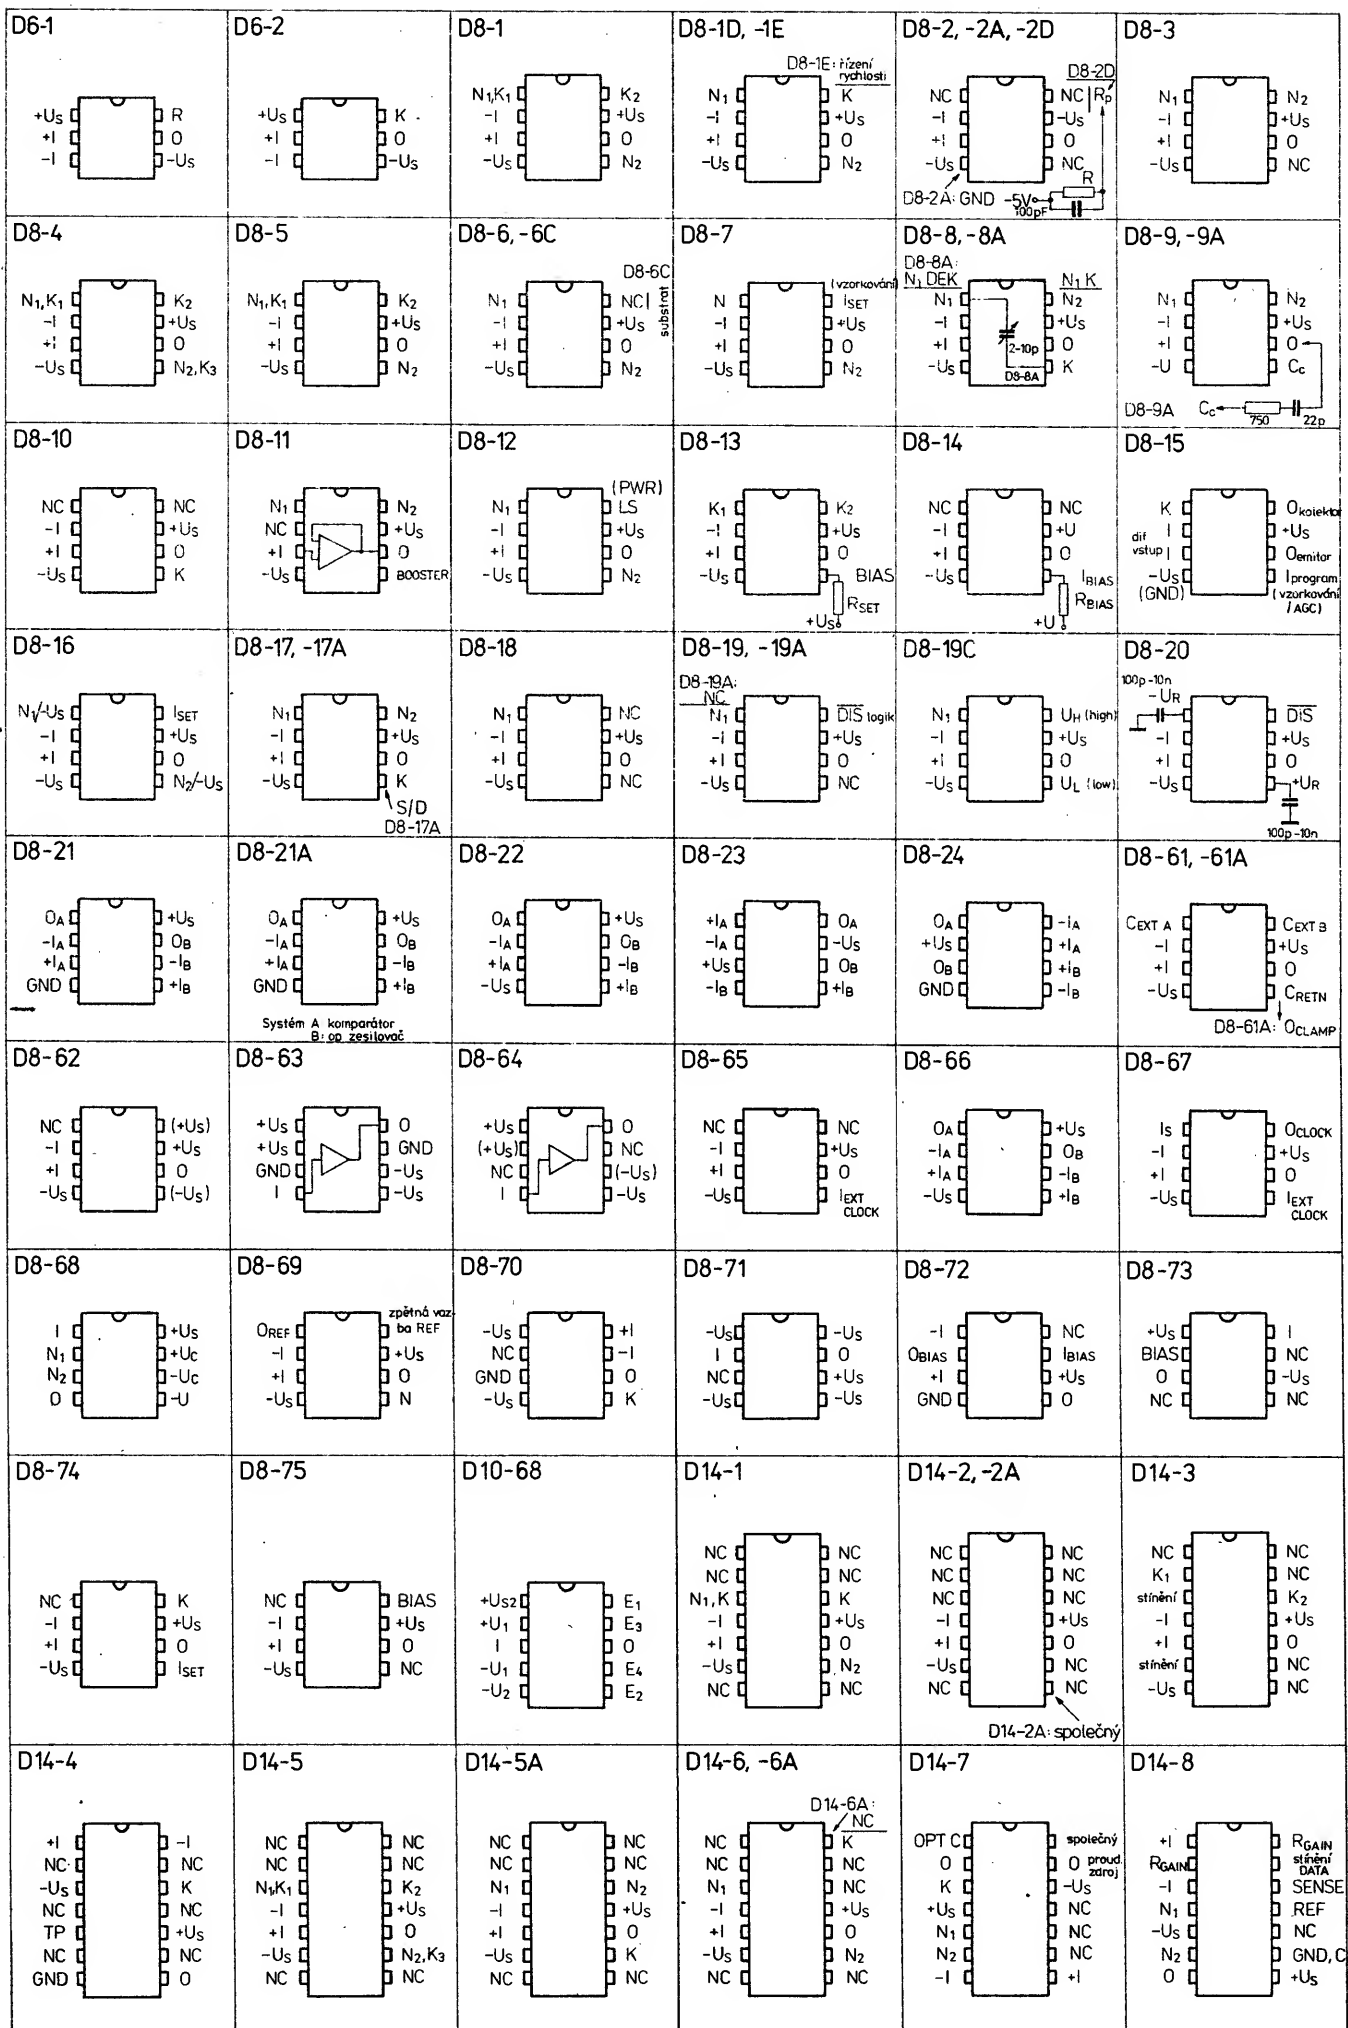 D6-1
+US R
+I O
-I -US
D6-2
+US K
+I O
-I -US
D8-1
N1,K1 K2
-I +US
+I O
-US N2
D8-1D, -1E
D8-1E: řízení
rychlosti
N1 K
-I +US
+I O
-US N2
D8-2, -2A, -2D
D8-2D
NC NC | Rp
-I -US
+I O
-US NC
R
D8-2A: GND -5V
100pF
D8-3
N1 N2
-I +US
+I O
-US NC
D8-4
N1,K1 K2
-I +US
+I O
-US N2,K3
D8-5
N1,K1 K2
-I +US
+I O
-US N2
D8-6, -6C
D8-6C
N1 NC | substrat
-I +US
+I O
-US N2
D8-7
(vzorkování)
N ISET
-I +US
+I O
-US N2
D8-8, -8A
D8-8A:
N1 DEK N1 K
N1 N2
-I +US
+I O
2-10p
-US K
D8-8A
D8-9, -9A
N1 N2
-I +US
+I O
-U Cc
D8-9A Cc
750 22p
D8-10
NC NC
-I +US
+I O
-US K
D8-11
N1 N2
NC +US
+I O
-US BOOSTER
D8-12
(PWR)
N1 LS
-I +US
+I O
-US N2
D8-13
K1 K2
-I +US
+I O
-US BIAS
RSET
+US
D8-14
NC NC
-I +U
+I O
-US IBIAS
RBIAS
+U
D8-15
K Okolektor
dif I +US
vstup I Oemitor
-US Iprogram
(GND) (vzorkování
/AGC)
D8-16
N1/-US ISET
-I +US
+I O
-US N2/-US
D8-17, -17A
N1 N2
-I +US
+I O
-US K
S/D
D8-17A
D8-18
N1 NC
-I +US
+I O
-US NC
D8-19, -19A
D8-19A:
NC
N1 DIS logik
-I +US
+I O
-US NC
D8-19C
N1 UH (high)
-I +US
+I O
-US UL (low)
D8-20
100p-10n
-UR DIS
-I +US
+I O
-US +UR
100p-10n
D8-21
OA +US
-IA OB
+IA -IB
GND +IB
D8-21A
OA +US
-IA OB
+IA -IB
GND +IB
Systém A komparátor
B: op zesilovač
D8-22
OA +US
-IA OB
+IA -IB
-US +IB
D8-23
+IA OA
-IA -US
+US OB
-IB +IB
D8-24
OA -IA
+US +IA
OB +IB
GND -IB
D8-61, -61A
CEXT A CEXT B
-I +US
+I O
-US CRETN
D8-61A: OCLAMP
D8-62
NC (+US)
-I +US
+I O
-US (-US)
D8-63
+US O
+US GND
GND -US
I -US
D8-64
+US O
(+US) NC
NC (-US)
I -US
D8-65
NC NC
-I +US
+I O
-US IEXT
CLOCK
D8-66
OA +US
-IA OB
+IA -IB
-US +IB
D8-67
IS OCLOCK
-I +US
+I O
-US IEXT
CLOCK
D8-68
I +US
N1 +UC
N2 -UC
O -U
D8-69
zpětná vaz-
OREF ba REF
-I +US
+I O
-US N
D8-70
-US +I
NC -I
GND O
-US K
D8-71
-US -US
I O
NC +US
-US -US
D8-72
-I NC
OBIAS IBIAS
+I +US
GND O
D8-73
+US I
BIAS NC
O -US
NC NC
D8-74
NC K
-I +US
+I O
-US ISET
D8-75
NC BIAS
-I +US
+I O
-US NC
D10-68
+US2 E1
+U1 E3
I O
-U1 E4
-U2 E2
D14-1
NC NC
NC NC
N1,K K
-I +US
+I O
-US N2
NC NC
D14-2, -2A
NC NC
NC NC
NC NC
-I +US
+I O
-US NC
NC NC
D14-2A: společný
D14-3
NC NC
K1 NC
stínění K2
-I +US
+I O
stínění NC
-US NC
D14-4
+I -I
NC NC
-US K
NC NC
TP +US
NC NC
GND O
D14-5
NC NC
NC NC
N1,K1 K2
-I +US
+I O
-US N2,K3
NC NC
D14-5A
NC NC
NC NC
N1 N2
-I +US
+I O
-US K
NC NC
D14-6, -6A
D14-6A:
NC
NC K
NC NC
N1 NC
-I +US
+I O
-US N2
NC NC
D14-7
OPT C společný
O O proud.
zdroj
K -US
+US NC
N1 NC
N2 NC
-I +I
D14-8
+I RGAIN
RGAIN stínění
DATA
-I SENSE
N1 REF
-US NC
N2 GND, C
O +US